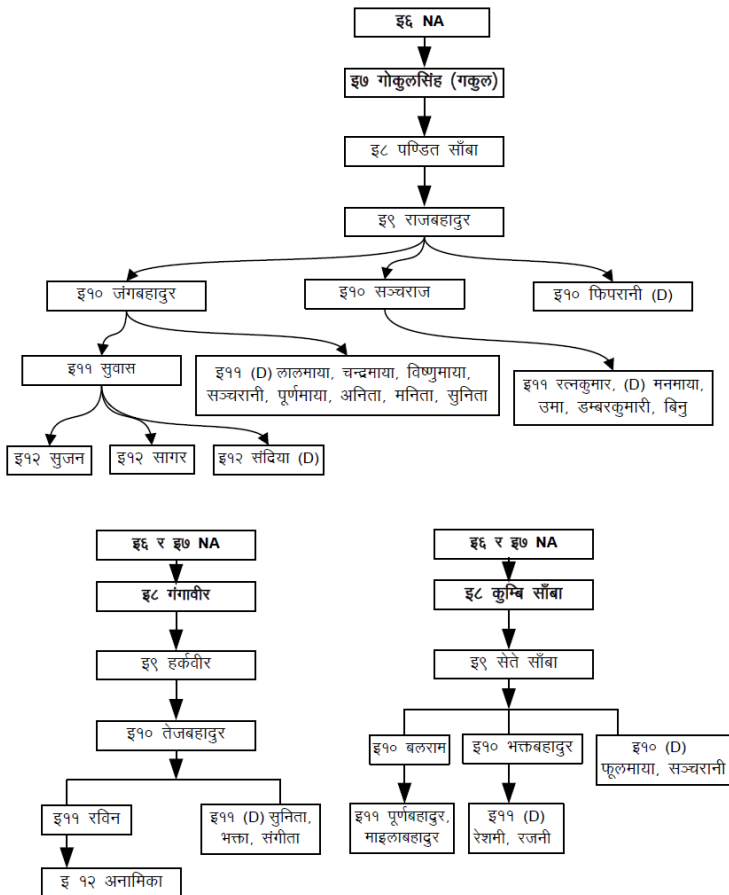 इ६ NA
इ७ गोकुलसिंह (गकुल)
इ८ पण्डित साँबा
इ९ राजबहादुर
इ१० जंगबहादुर
इ१० सञ्चराज
इ१० फिपरानी (D)
इ११ सुवास
इ११ (D) लालमाया, चन्द्रमाया, विष्णुमाया,
सञ्चरानी, पूर्णमाया, अनिता, मनिता, सुनिता
इ११ रत्नकुमार, (D) मनमाया,
उमा, डम्बरकुमारी, बिनु
इ१२ सुजन
इ१२ सागर
इ१२ संदिया (D)
इ६ र इ७ NA
इ८ गंगावीर
इ९ हर्कवीर
इ१० तेजबहादुर
इ११ रविन
इ११ (D) सुनिता,
भक्ता, संगीता
इ १२ अनामिका
इ६ र इ७ NA
इ८ कुम्बि साँबा
इ९ सेते साँबा
इ१० बलराम
इ१० भक्तबहादुर
इ१० (D)
फूलमाया, सञ्चरानी
इ११ पूर्णबहादुर,
माइलाबहादुर
इ११ (D)
रेशमी, रजनी